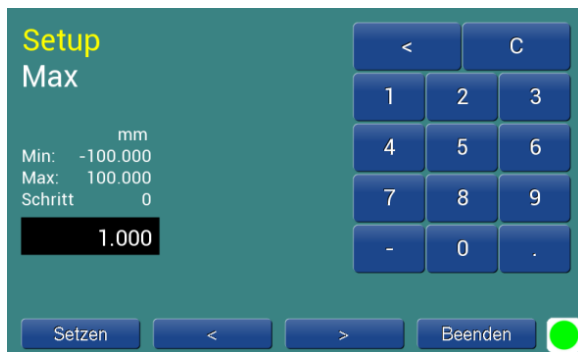 Setup
Max
mm
Min: -100.000
Max: 100.000
Schritt 0
1.000
< C
1 2 3
4 5 6
7 8 9
- 0 .
Setzen < > Beenden